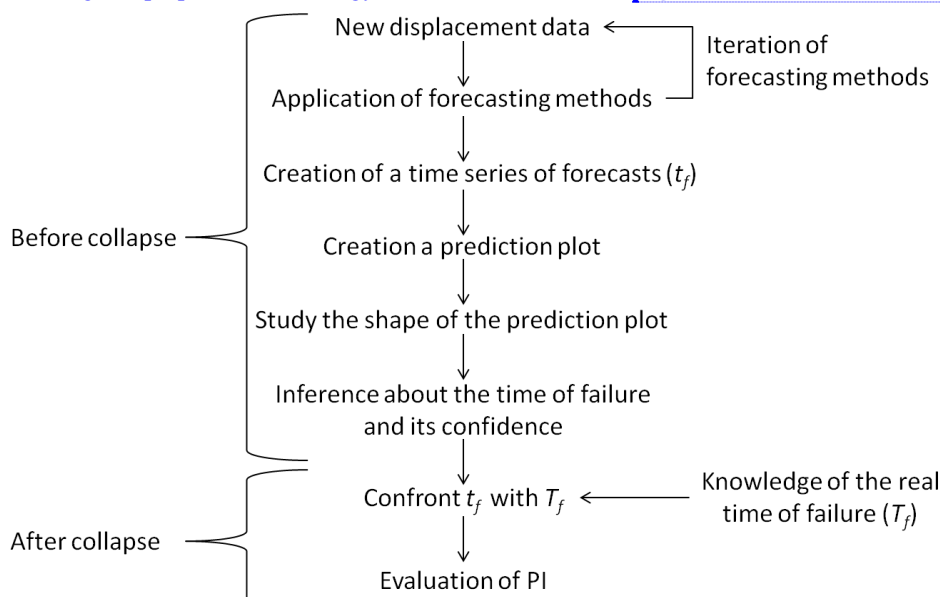 New displacement data
Iteration of
forecasting methods
Application of forecasting methods
Creation of a time series of forecasts (tf)
Before collapse
Creation a prediction plot
Study the shape of the prediction plot
Inference about the time of failure
and its confidence
Confront tf with Tf
Knowledge of the real
time of failure (Tf)
After collapse
Evaluation of PI